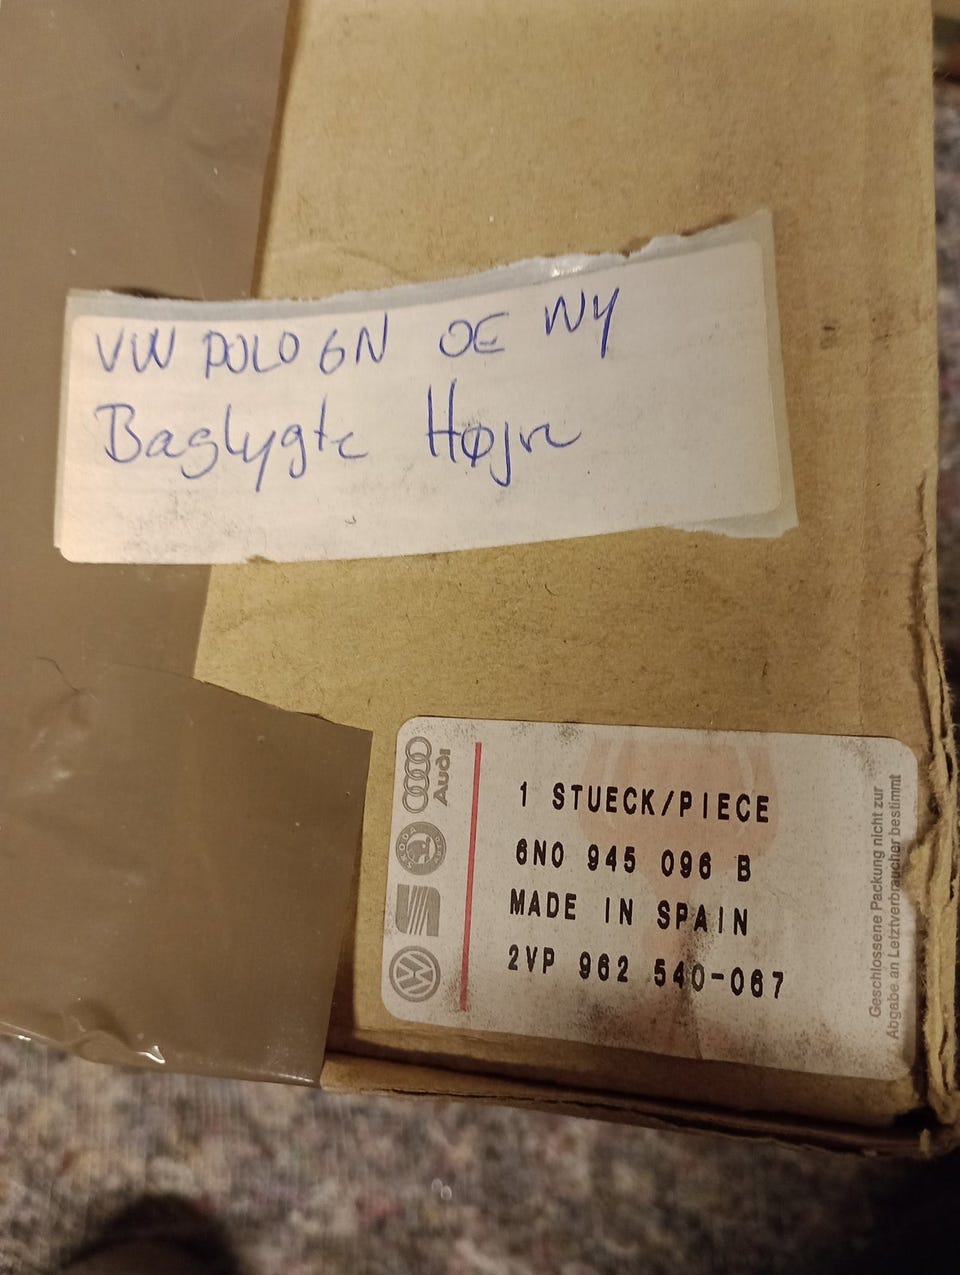 VW POLO 6N OE NY
Baglygte Højre
Audi
SKODA
1 STUECK/PIECE
6N0 945 096 B
MADE IN SPAIN
2VP 962 540-067
Geschlossene Packung nicht zur
Abgabe an Letztverbraucher bestimmt